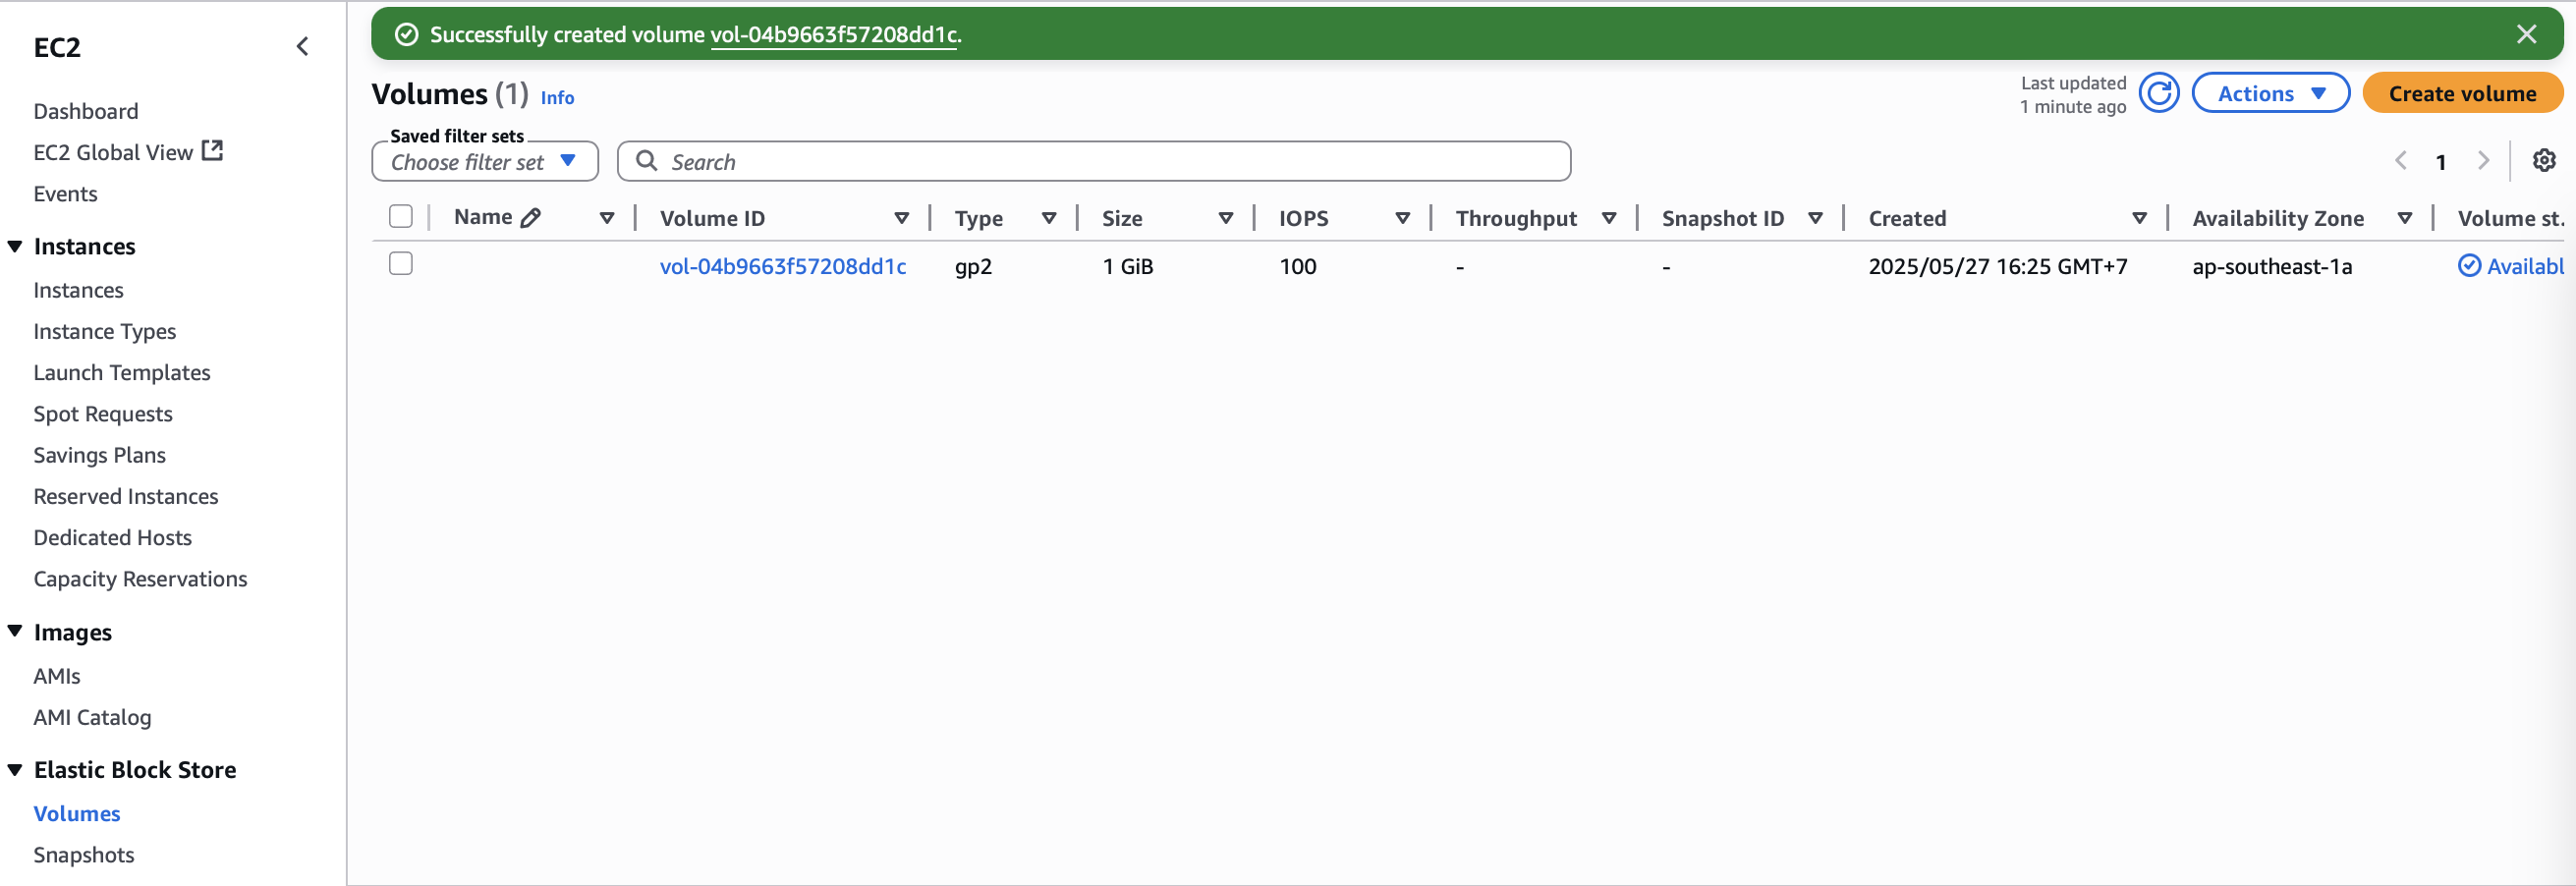 EC2
Dashboard
EC2 Global View
Events
Instances
Instances
Instance Types
Launch Templates
Spot Requests
Savings Plans
Reserved Instances
Dedicated Hosts
Capacity Reservations
Images
AMIs
AMI Catalog
Elastic Block Store
Volumes
Snapshots
Successfully created volume vol-04b9663f57208dd1c.
Volumes (1) Info
Last updated
1 minute ago
Actions
Create volume
Saved filter sets
Choose filter set
Search
1
Name Volume ID Type Size IOPS Throughput Snapshot ID Created Availability Zone Volume st.
vol-04b9663f57208dd1c gp2 1 GiB 100 - - 2025/05/27 16:25 GMT+7 ap-southeast-1a Availabl